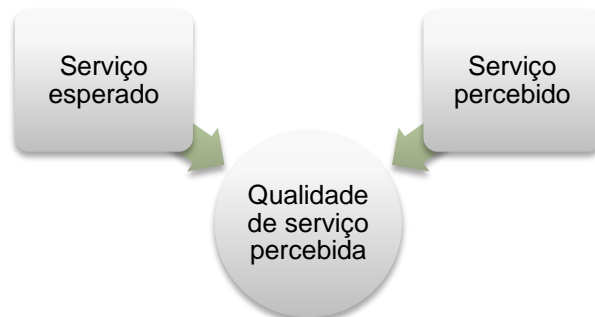 Serviço
esperado
Serviço
percebido
Qualidade
de serviço
percebida